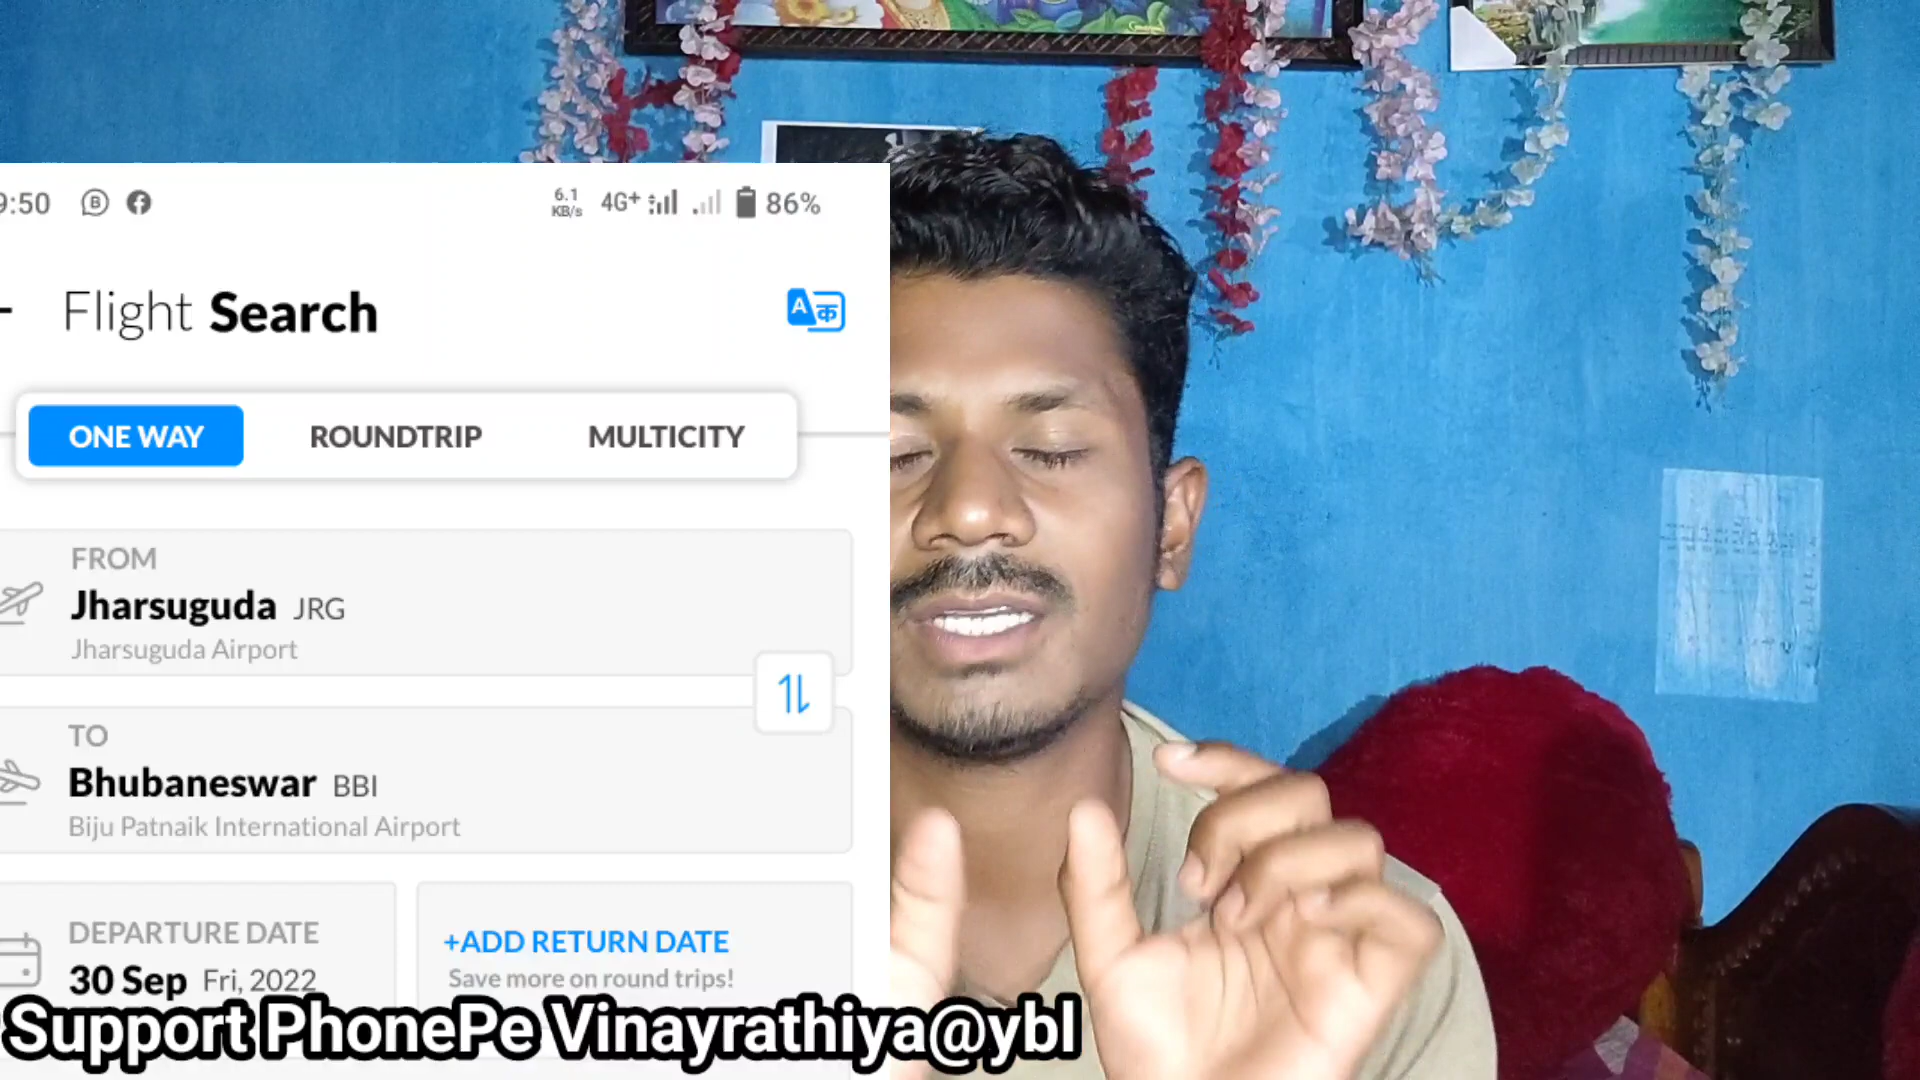 9:50 6.1 KB/s 4G+ 86%
Flight Search
A क
ONE WAY ROUNDTRIP MULTICITY
FROM
Jharsuguda JRG
Jharsuguda Airport
TO
Bhubaneswar BBI
Biju Patnaik International Airport
DEPARTURE DATE
30 Sep Fri, 2022
+ADD RETURN DATE
Save more on round trips!
Support PhonePe Vinayrathiya@ybl